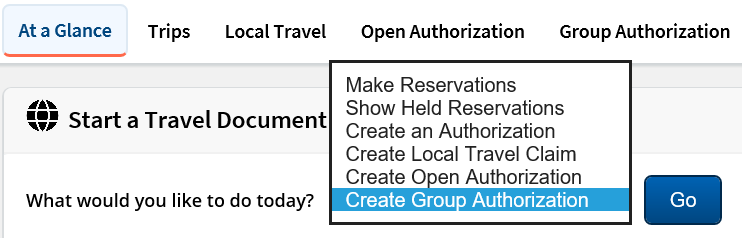 At a Glance Trips Local Travel Open Authorization Group Authorization
Start a Travel Document
Make Reservations
Show Held Reservations
Create an Authorization
Create Local Travel Claim
Create Open Authorization
Create Group Authorization
What would you like to do today?
Go